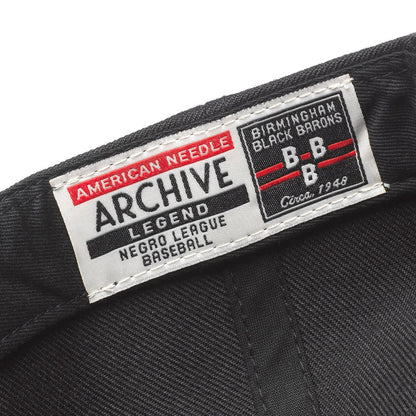 AMERICAN NEEDLE
ARCHIVE
LEGEND
NEGRO LEAGUE
BASEBALL
BIRMINGHAM
BLACK BARONS
B B
B
Circa. 1948